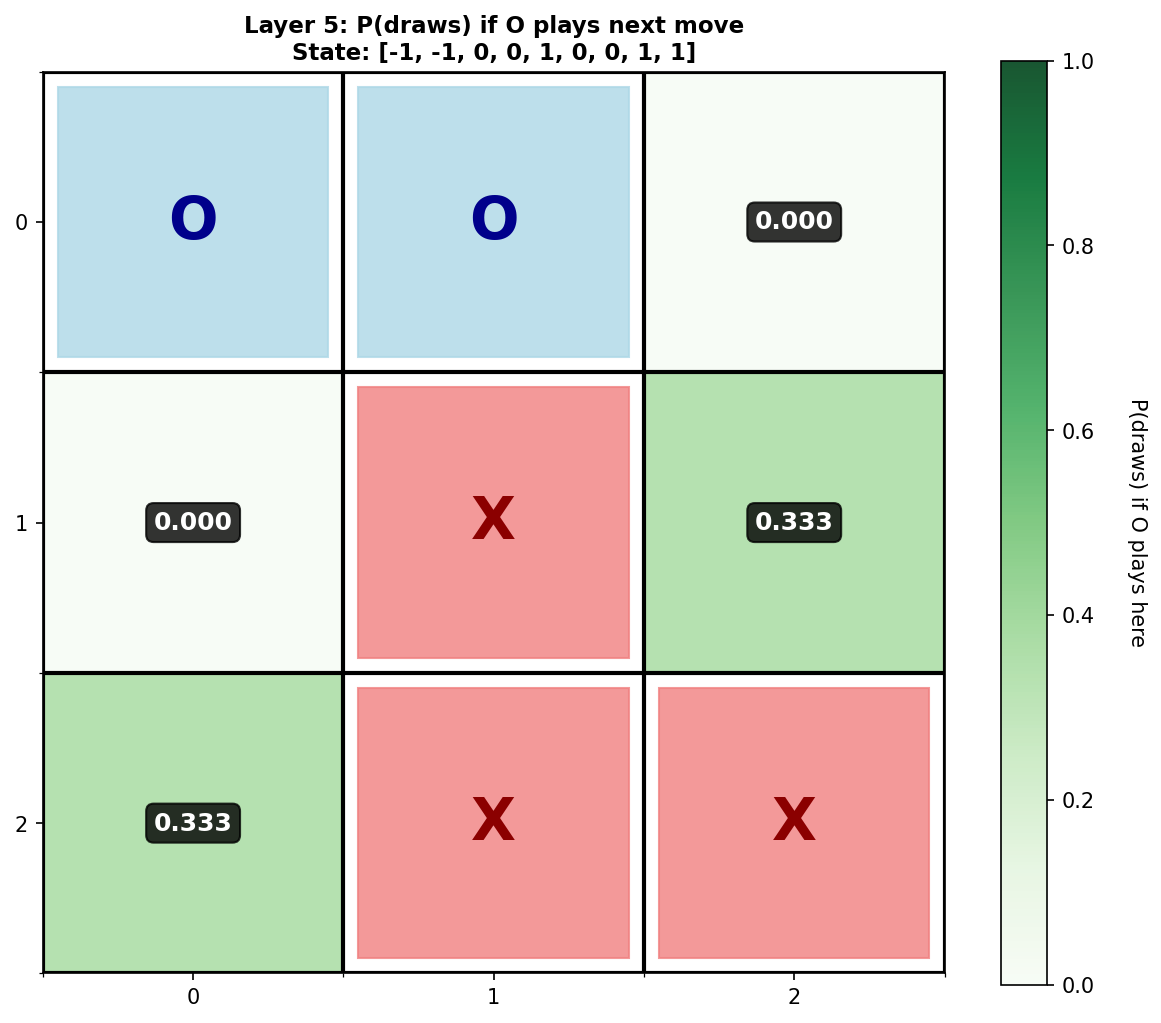 Layer 5: P(draws) if O plays next move
State: [-1, -1, 0, 0, 1, 0, 0, 1, 1]
0
O
O
0.000
1
0.000
X
0.333
2
0.333
X
X
0
1
2
1.0
0.8
0.6
0.4
0.2
0.0
P(draws) if O plays here